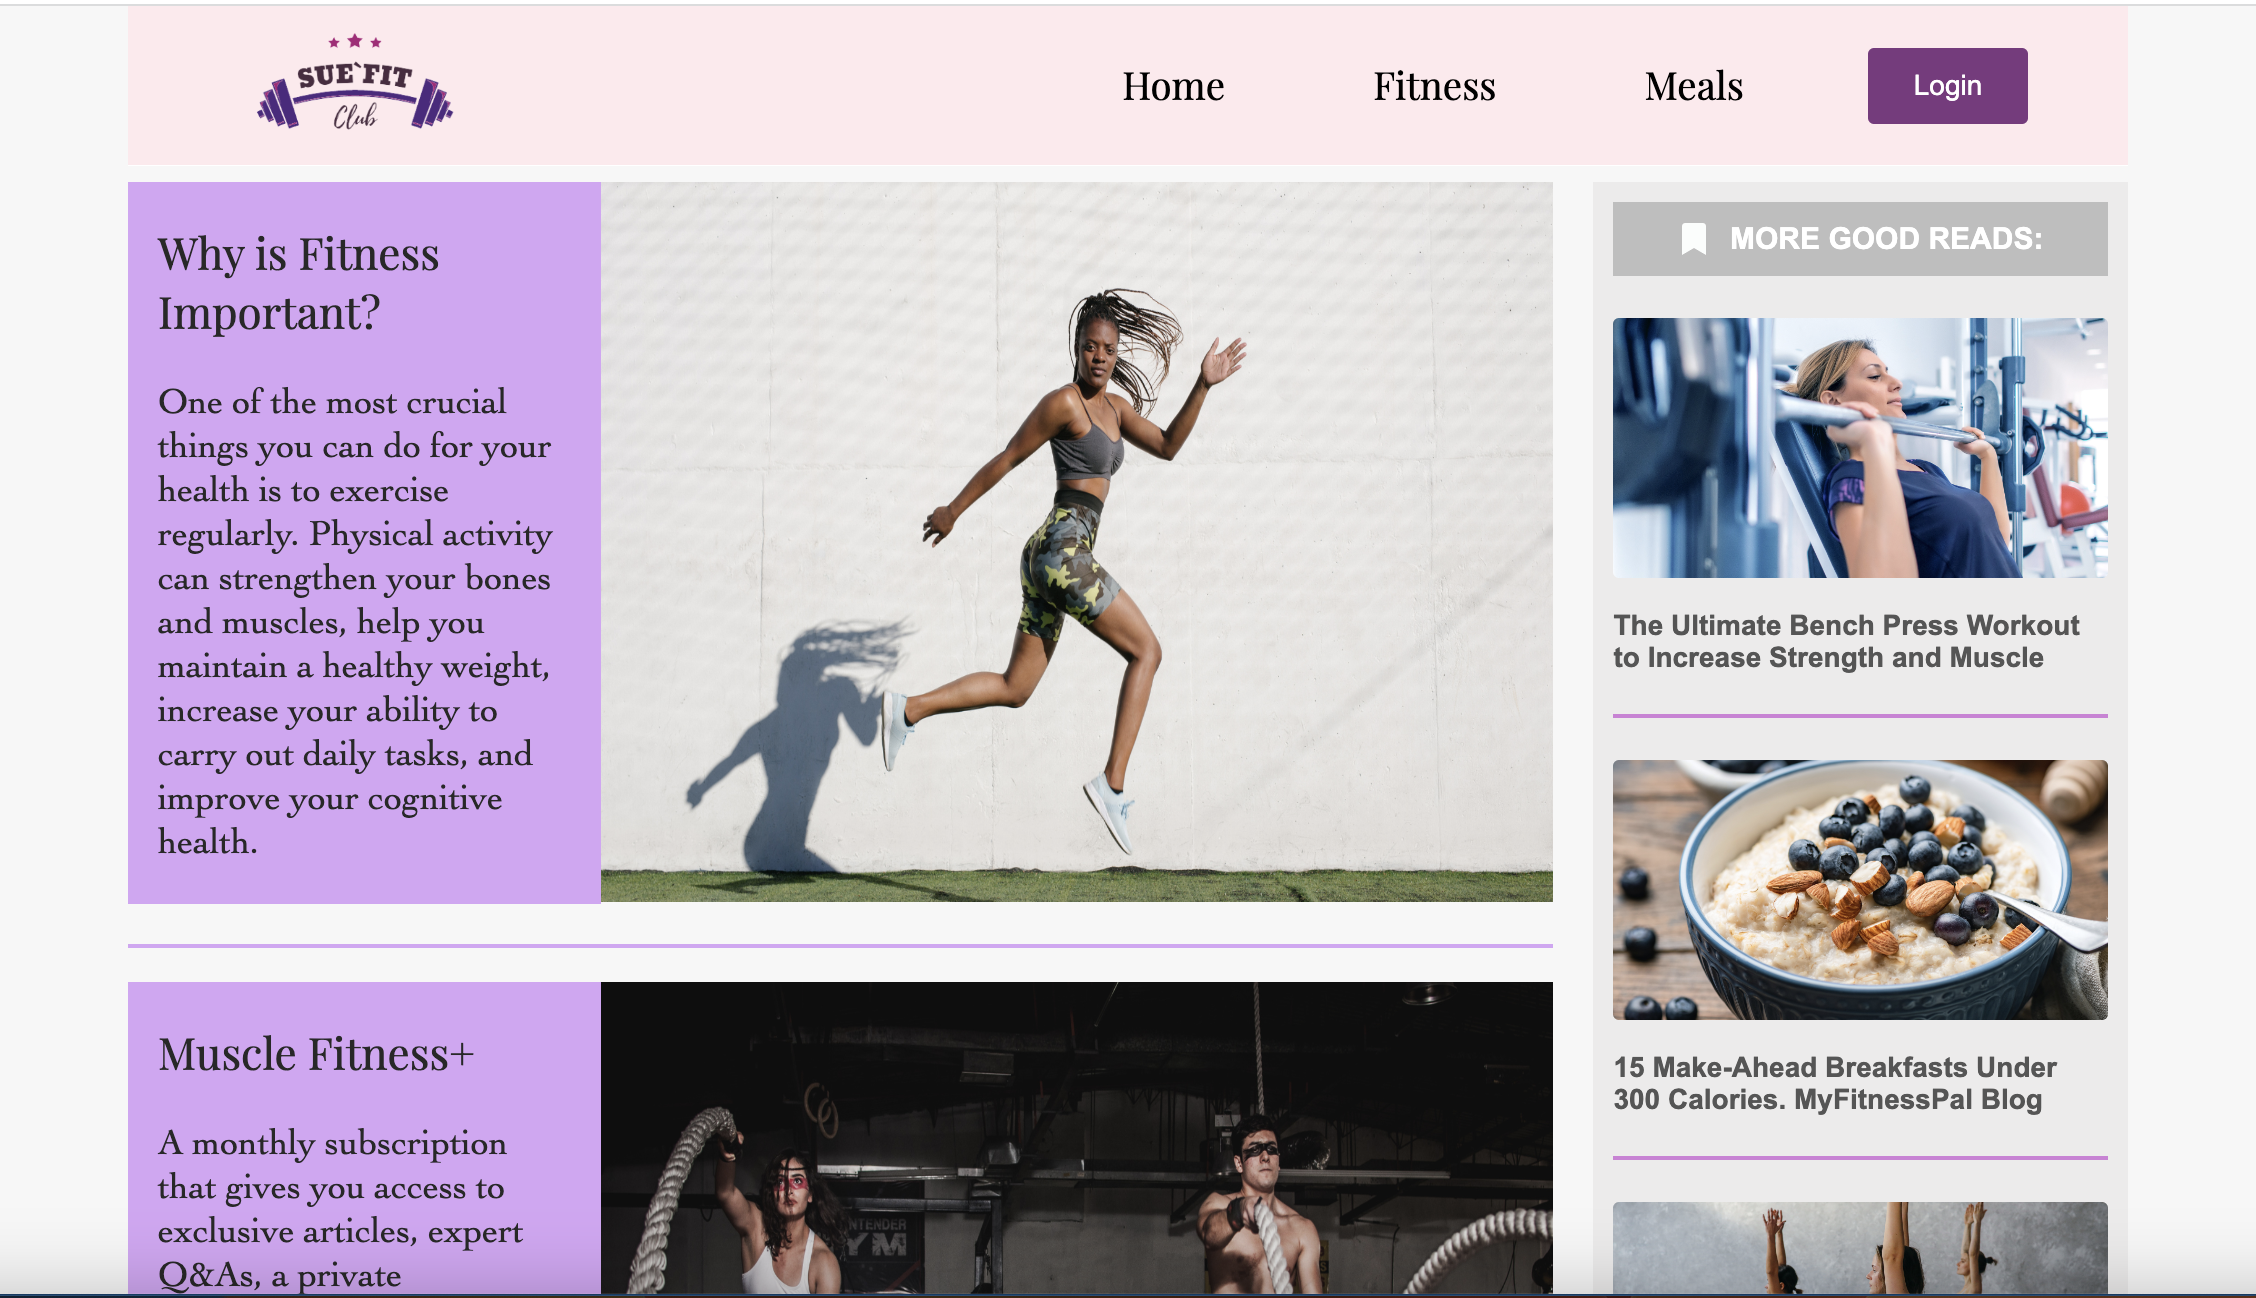 SUE`FIT
Club
Home
Fitness
Meals
Login
Why is Fitness
Important?
One of the most crucial
things you can do for your
health is to exercise
regularly. Physical activity
can strengthen your bones
and muscles, help you
maintain a healthy weight,
increase your ability to
carry out daily tasks, and
improve your cognitive
health.
Muscle Fitness+
A monthly subscription
that gives you access to
exclusive articles, expert
Q&As, a private
NTENDER
YM
MORE GOOD READS:
The Ultimate Bench Press Workout
to Increase Strength and Muscle
15 Make-Ahead Breakfasts Under
300 Calories. MyFitnessPal Blog